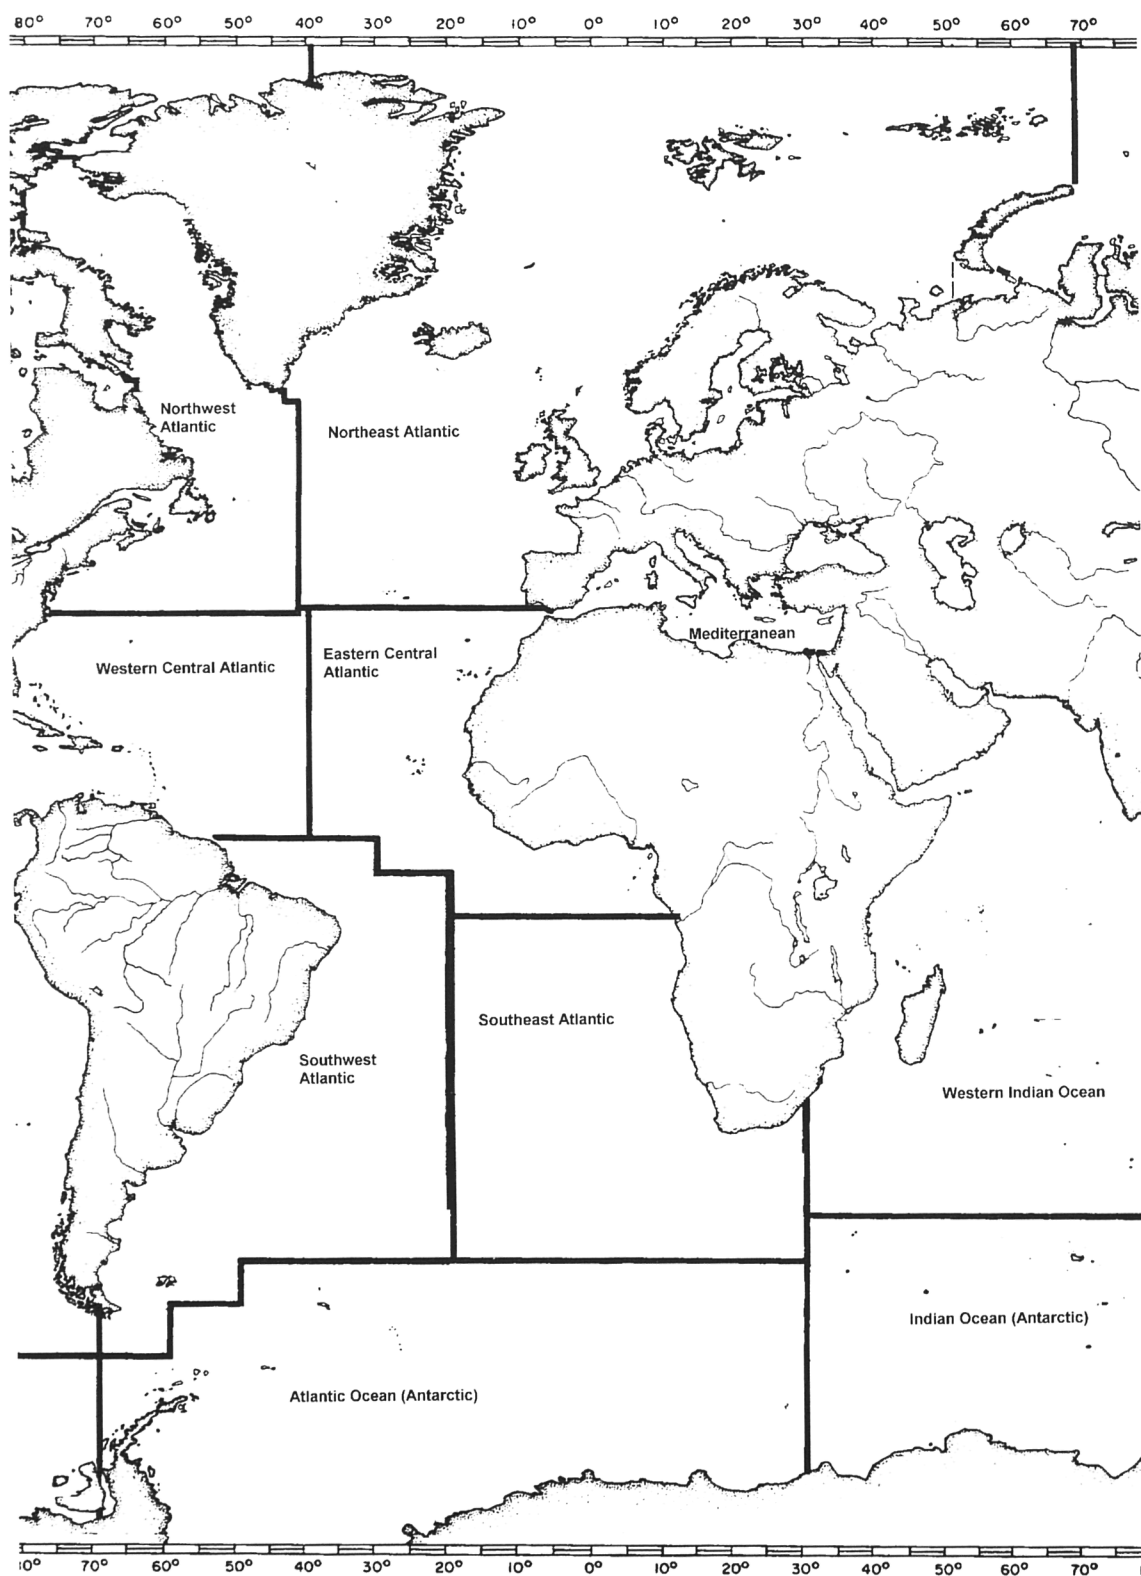 80° 70° 60° 50° 40° 30° 20° 10° 0° 10° 20° 30° 40° 50° 60° 70°
Northwest
Atlantic
Northeast Atlantic
Mediterranean
Western Central Atlantic
Eastern Central
Atlantic
Southeast Atlantic
Southwest
Atlantic
Western Indian Ocean
Indian Ocean (Antarctic)
Atlantic Ocean (Antarctic)
70° 60° 50° 40° 30° 20° 10° 0° 10° 20° 30° 40° 50° 60° 70°